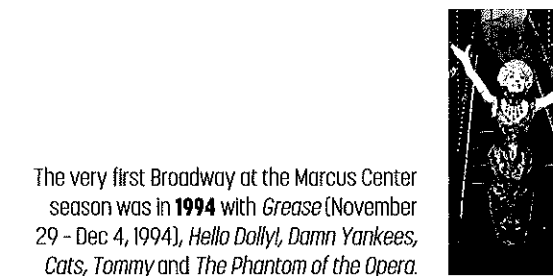 The very first Broadway at the Marcus Center
season was in 1994 with Grease (November
29 - Dec 4, 1994), Hello Dolly!, Damn Yankees,
Cats, Tommy and The Phantom of the Opera.